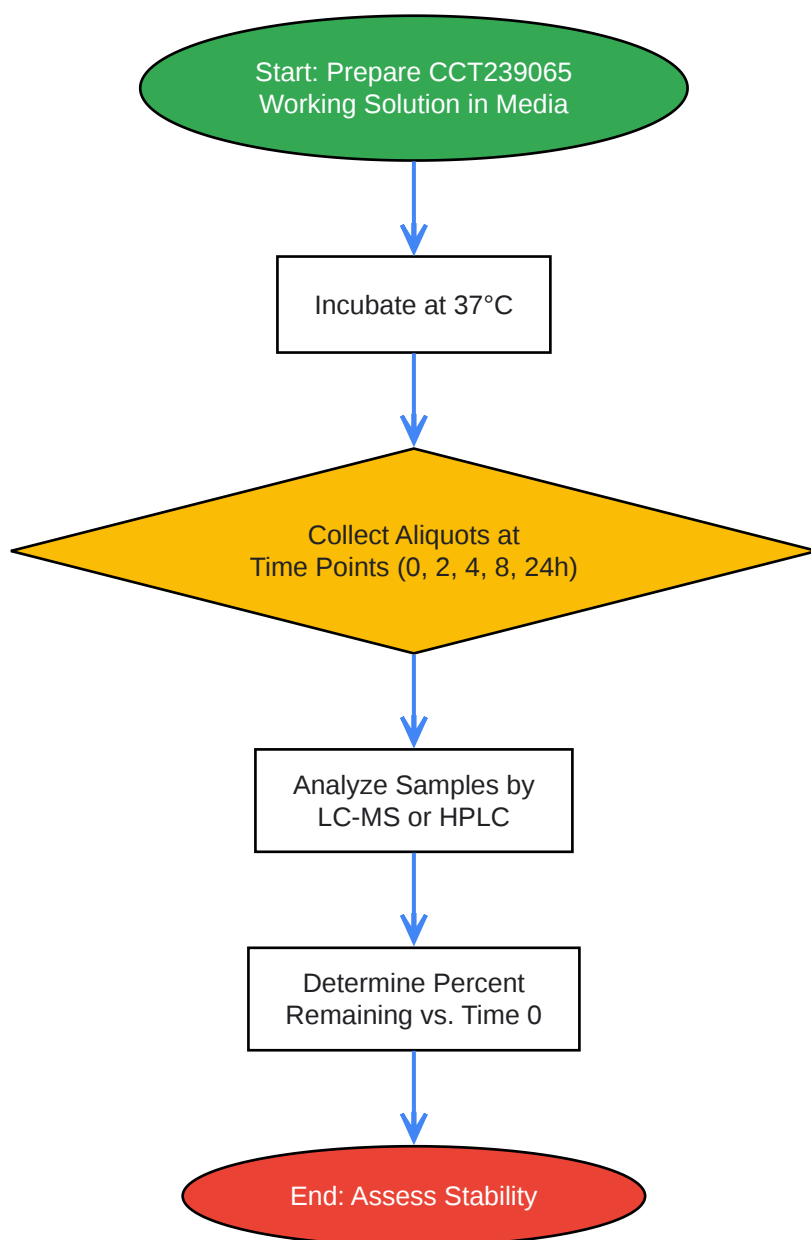 Start: Prepare CCT239065
Working Solution in Media
Incubate at 37°C
Collect Aliquots at
Time Points (0, 2, 4, 8, 24h)
Analyze Samples by
LC-MS or HPLC
Determine Percent
Remaining vs. Time 0
End: Assess Stability